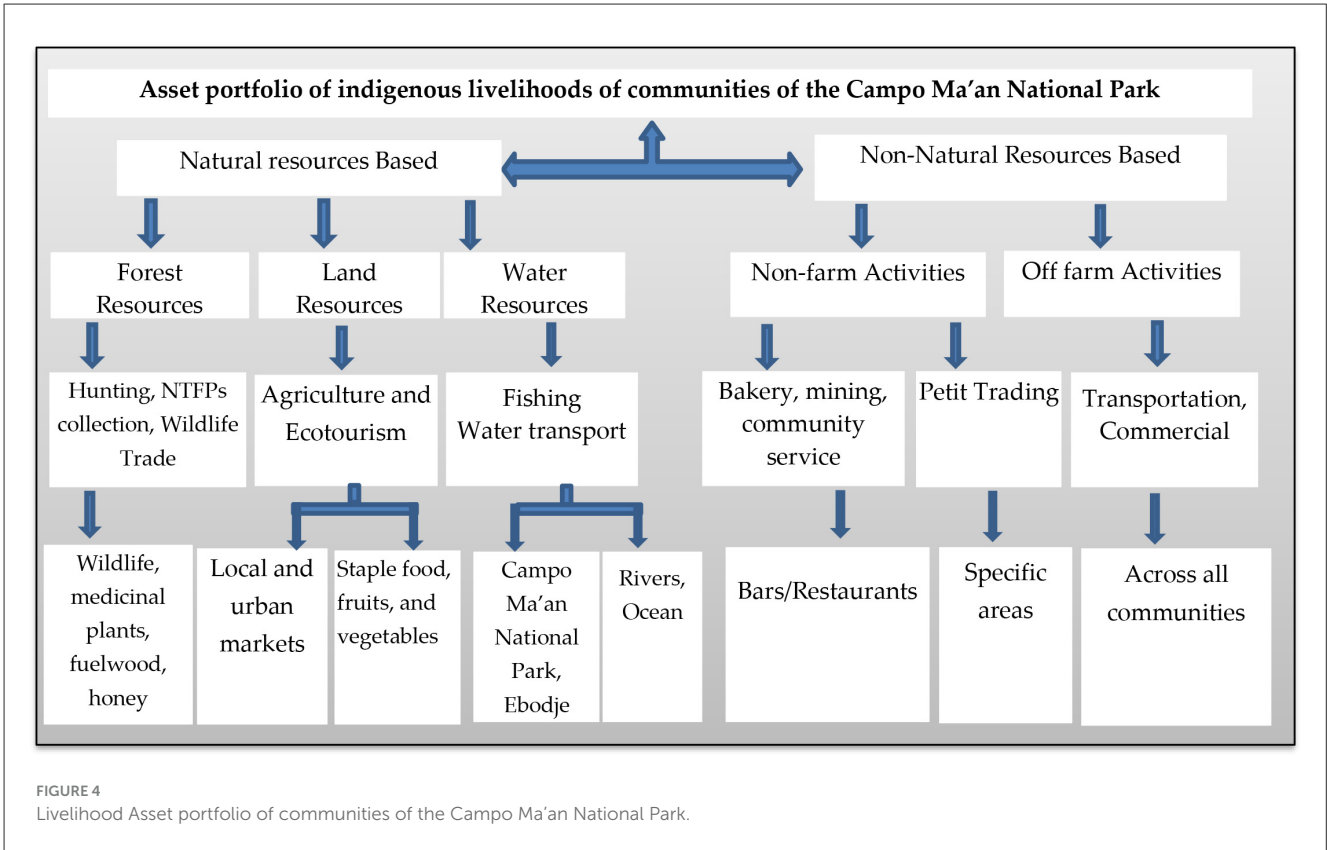 Asset portfolio of indigenous livelihoods of communities of the Campo Ma'an National Park
Natural resources Based
Non-Natural Resources Based
Forest
Resources
Land
Resources
Water
Resources
Non-farm Activities
Off farm Activities
Hunting, NTFPs
collection, Wildlife
Trade
Agriculture and
Ecotourism
Fishing
Water transport
Bakery, mining,
community
service
Petit Trading
Transportation,
Commercial
Wildlife,
medicinal
plants,
fuelwood,
honey
Local and
urban
markets
Staple food,
fruits, and
vegetables
Campo
Ma'an
National
Park,
Ebodje
Rivers,
Ocean
Bars/Restaurants
Specific
areas
Across all
communities
FIGURE 4
Livelihood Asset portfolio of communities of the Campo Ma'an National Park.